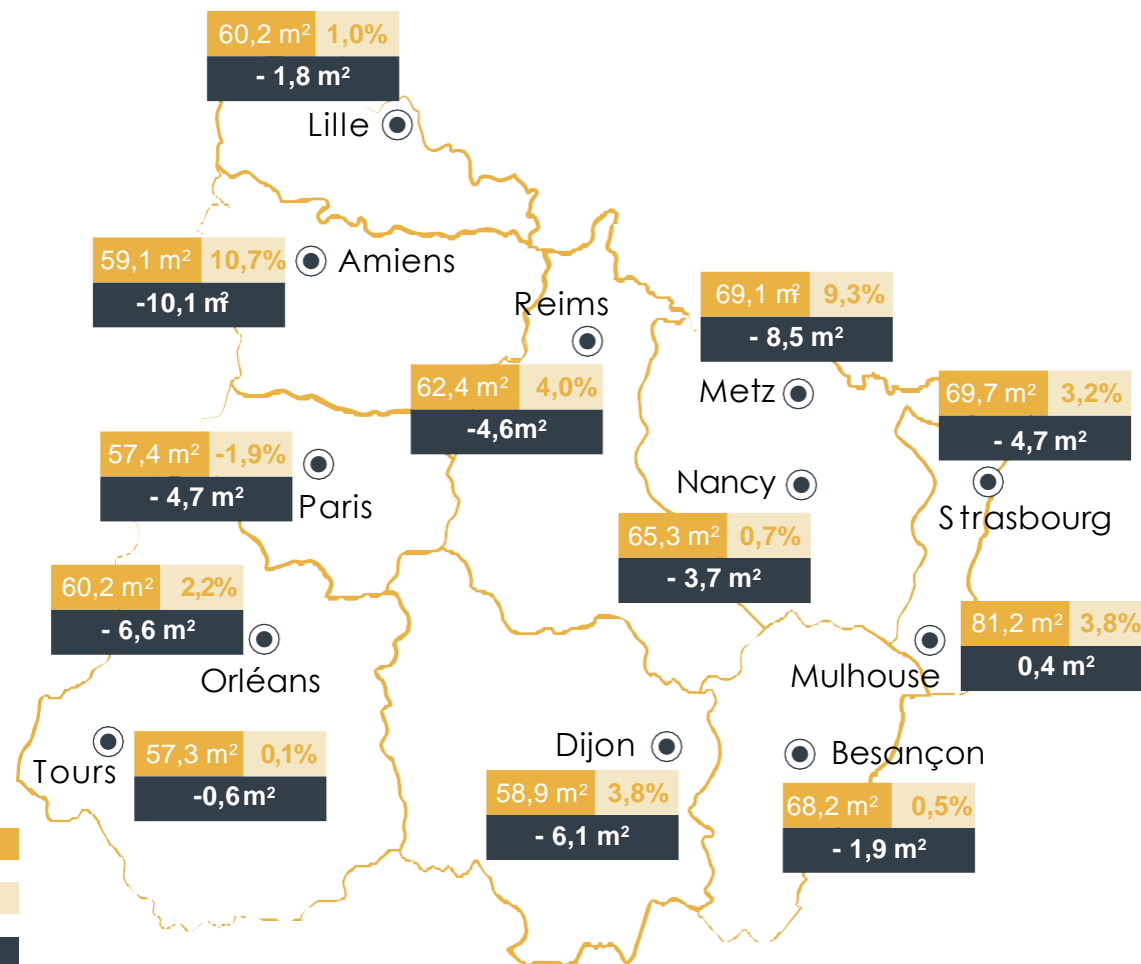 60,2 m² 1,0%
- 1,8 m²
Lille
59,1 m² 10,7%
-10,1 m²
Amiens
Reims
62,4 m² 4,0%
-4,6m²
69,1 m² 9,3%
- 8,5 m²
Metz
69,7 m² 3,2%
- 4,7 m²
Strasbourg
57,4 m² -1,9%
- 4,7 m²
Paris
Nancy
65,3 m² 0,7%
- 3,7 m²
60,2 m² 2,2%
- 6,6 m²
Orléans
81,2 m² 3,8%
0,4 m²
Mulhouse
Tours
57,3 m² 0,1%
-0,6m²
Dijon
58,9 m² 3,8%
- 6,1 m²
Besançon
68,2 m² 0,5%
- 1,9 m²